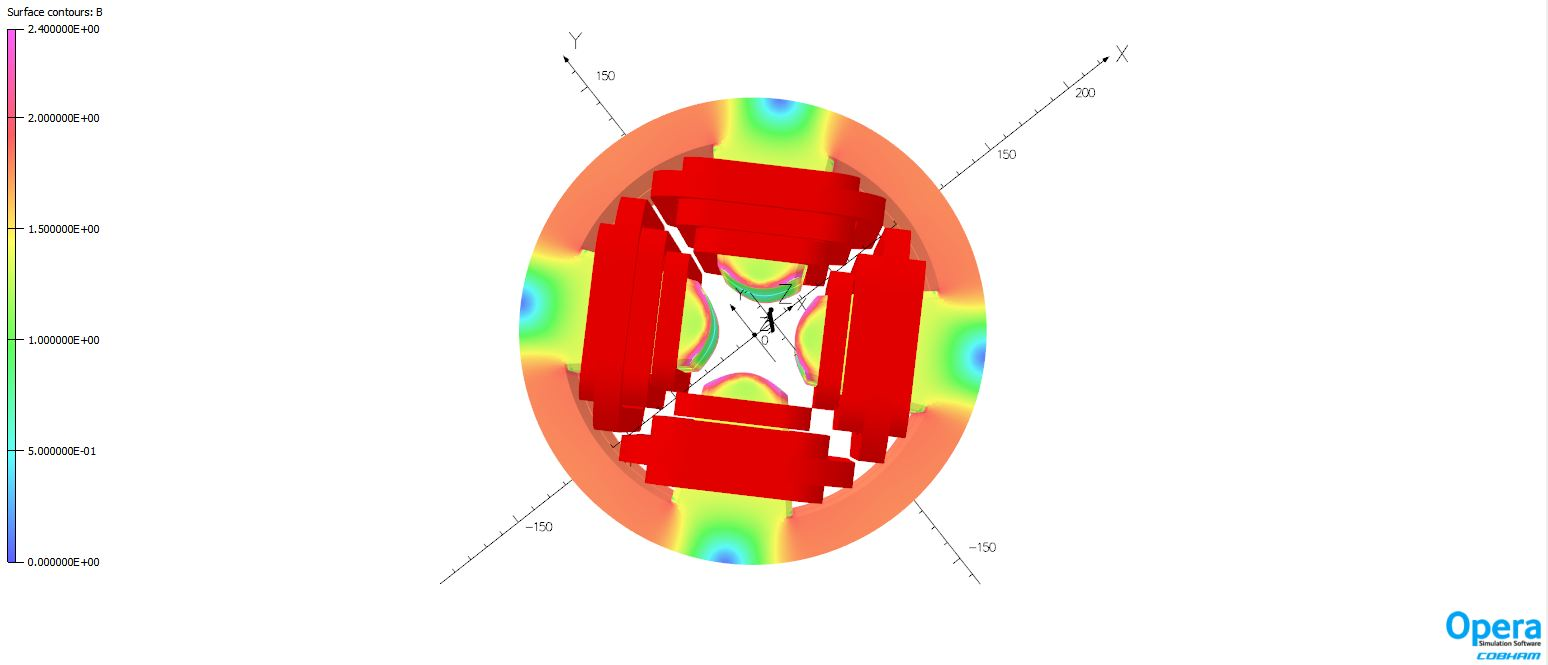 Surface contours: B
2.400000E+00
2.000000E+00
1.500000E+00
1.000000E+00
5.000000E-01
0.000000E+00
Y
150
X
200
150
Y
Z
X
0
−150
−150
Opera
Simulation Software
COBHAM